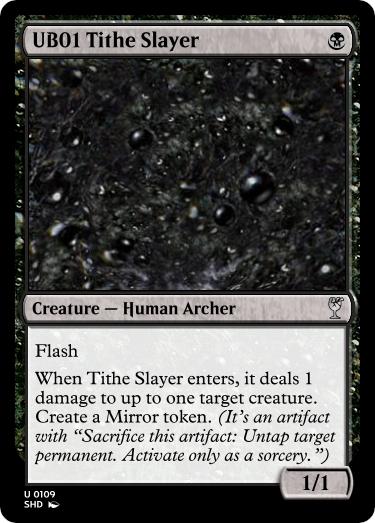 UB01 Tithe Slayer
Creature — Human Archer
Flash
When Tithe Slayer enters, it deals 1
damage to up to one target creature.
Create a Mirror token. (It's an artifact
with “Sacrifice this artifact: Untap target
permanent. Activate only as a sorcery.”)
1/1
U 0109
SHD